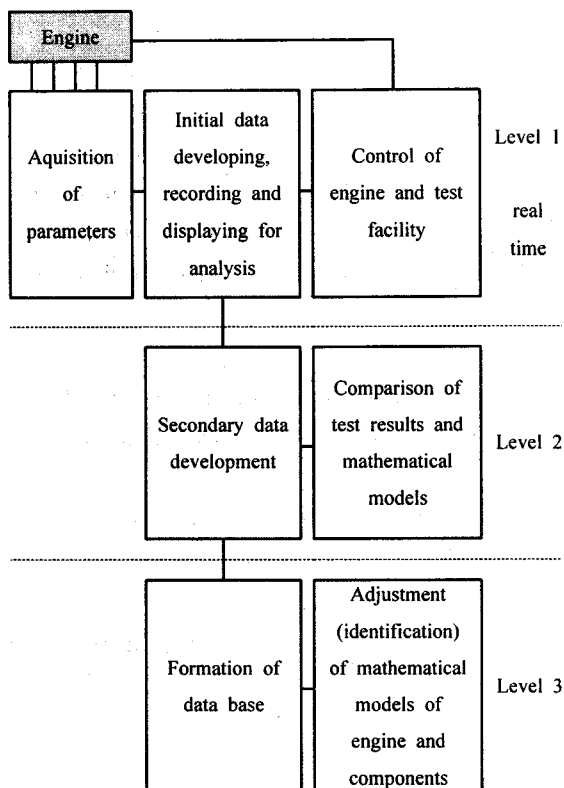 Engine
Aquisition
of
parameters
Initial data
developing,
recording and
displaying for
analysis
Control of
engine and test
facility
Level 1
real
time
Secondary data
development
Comparison of
test results and
mathematical
models
Level 2
Formation of
data base
Adjustment
(identification)
of mathematical
models of
engine and
components
Level 3